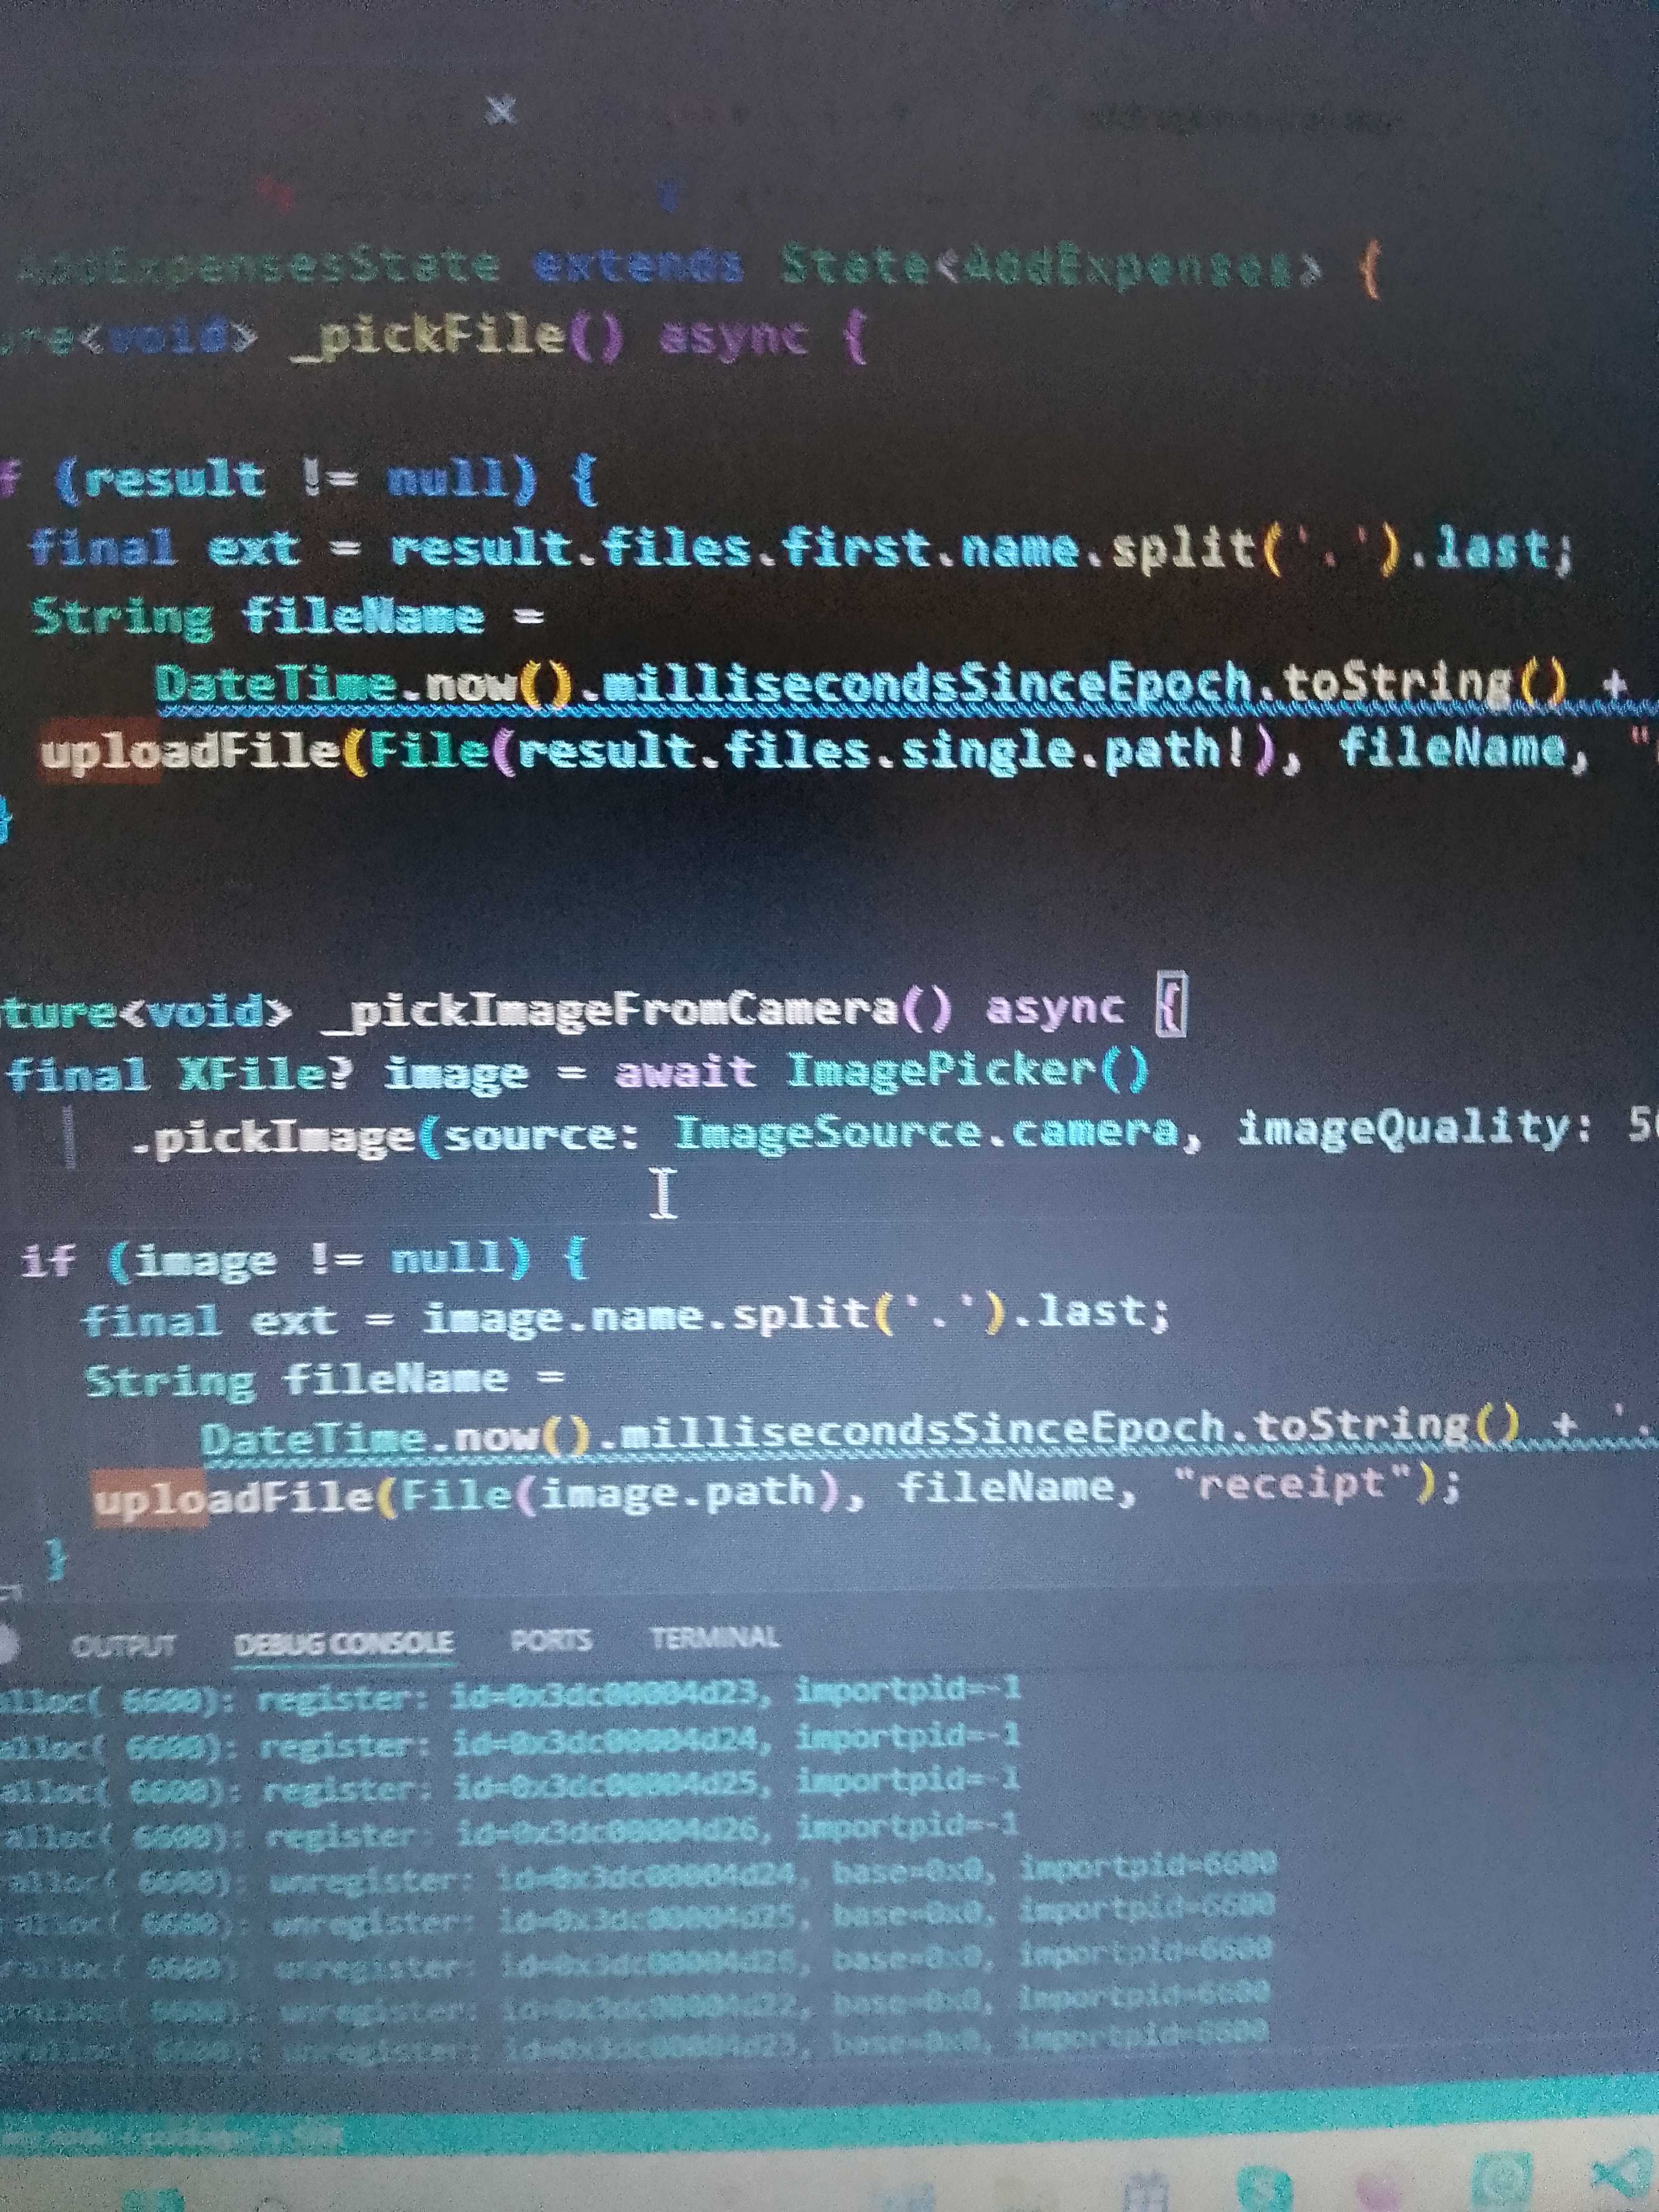 AddExpensesState extends State<AddExpenses> {
ure<void> _pickFile() async {
f (result != null) {
final ext = result.files.first.name.split('.').last;
String fileName =
DateTime.now().millisecondsSinceEpoch.toString() +
uploadFile(File(result.files.single.path!), fileName, "
}
ture<void> _pickImageFromCamera() async {
final XFile? image = await ImagePicker()
.pickImage(source: ImageSource.camera, imageQuality: 50
if (image != null) {
final ext = image.name.split('.').last;
String fileName =
DateTime.now().millisecondsSinceEpoch.toString() + '.
uploadFile(File(image.path), fileName, "receipt");
}
OUTPUT DEBUG CONSOLE PORTS TERMINAL
alloc( 6600): register: id=0x3dc00004d23, importpid=-1
alloc( 6600): register: id=0x3dc00004d24, importpid=-1
alloc( 6600): register: id=0x3dc00004d25, importpid=-1
alloc( 6600): register: id=0x3dc00004d26, importpid=-1
alloc( 6600): unregister: id=0x3dc00004d24, base=0x0, importpid=6600
alloc( 6600): unregister: id=0x3dc00004d25, base=0x0, importpid=6600
alloc( 6600): unregister: id=0x3dc00004d26, base=0x0, importpid=6600
alloc( 6600): unregister: id=0x3dc00004d22, base=0x0, importpid=6600
alloc( 6600): unregister: id=0x3dc00004d23, base=0x0, importpid=6600